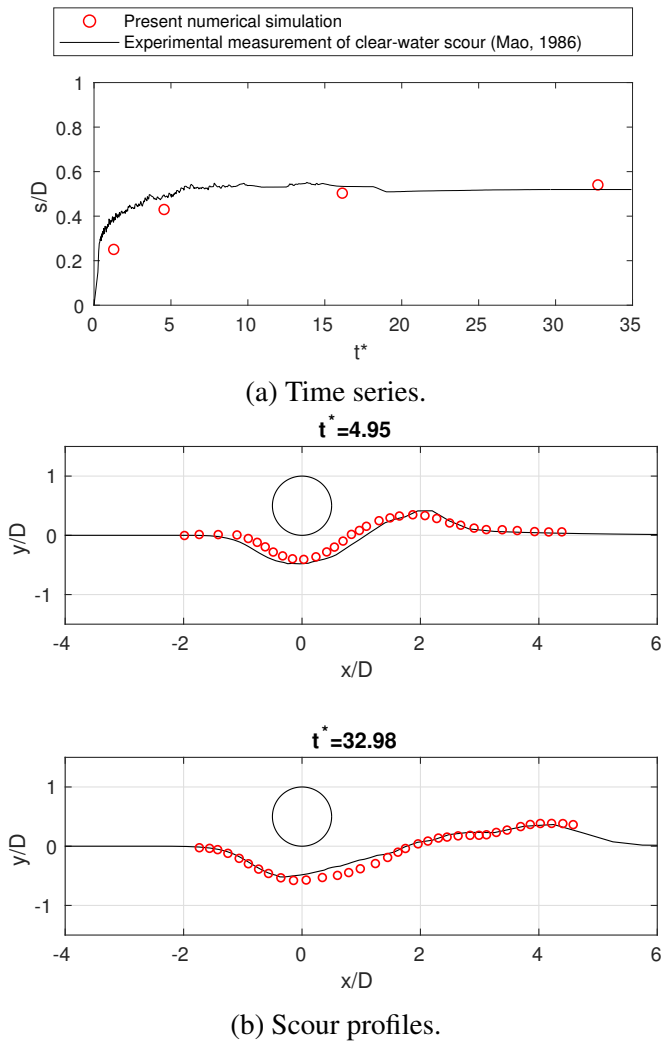 Present numerical simulation
Experimental measurement of clear-water scour (Mao, 1986)
1
0.8
0.6
0.4
0.2
0
s/D
0 5 10 15 20 25 30 35
t*
(a) Time series.
t*=4.95
1
0
-1
y/D
-4 -2 0 2 4 6
x/D
t*=32.98
1
0
-1
y/D
-4 -2 0 2 4 6
x/D
(b) Scour profiles.